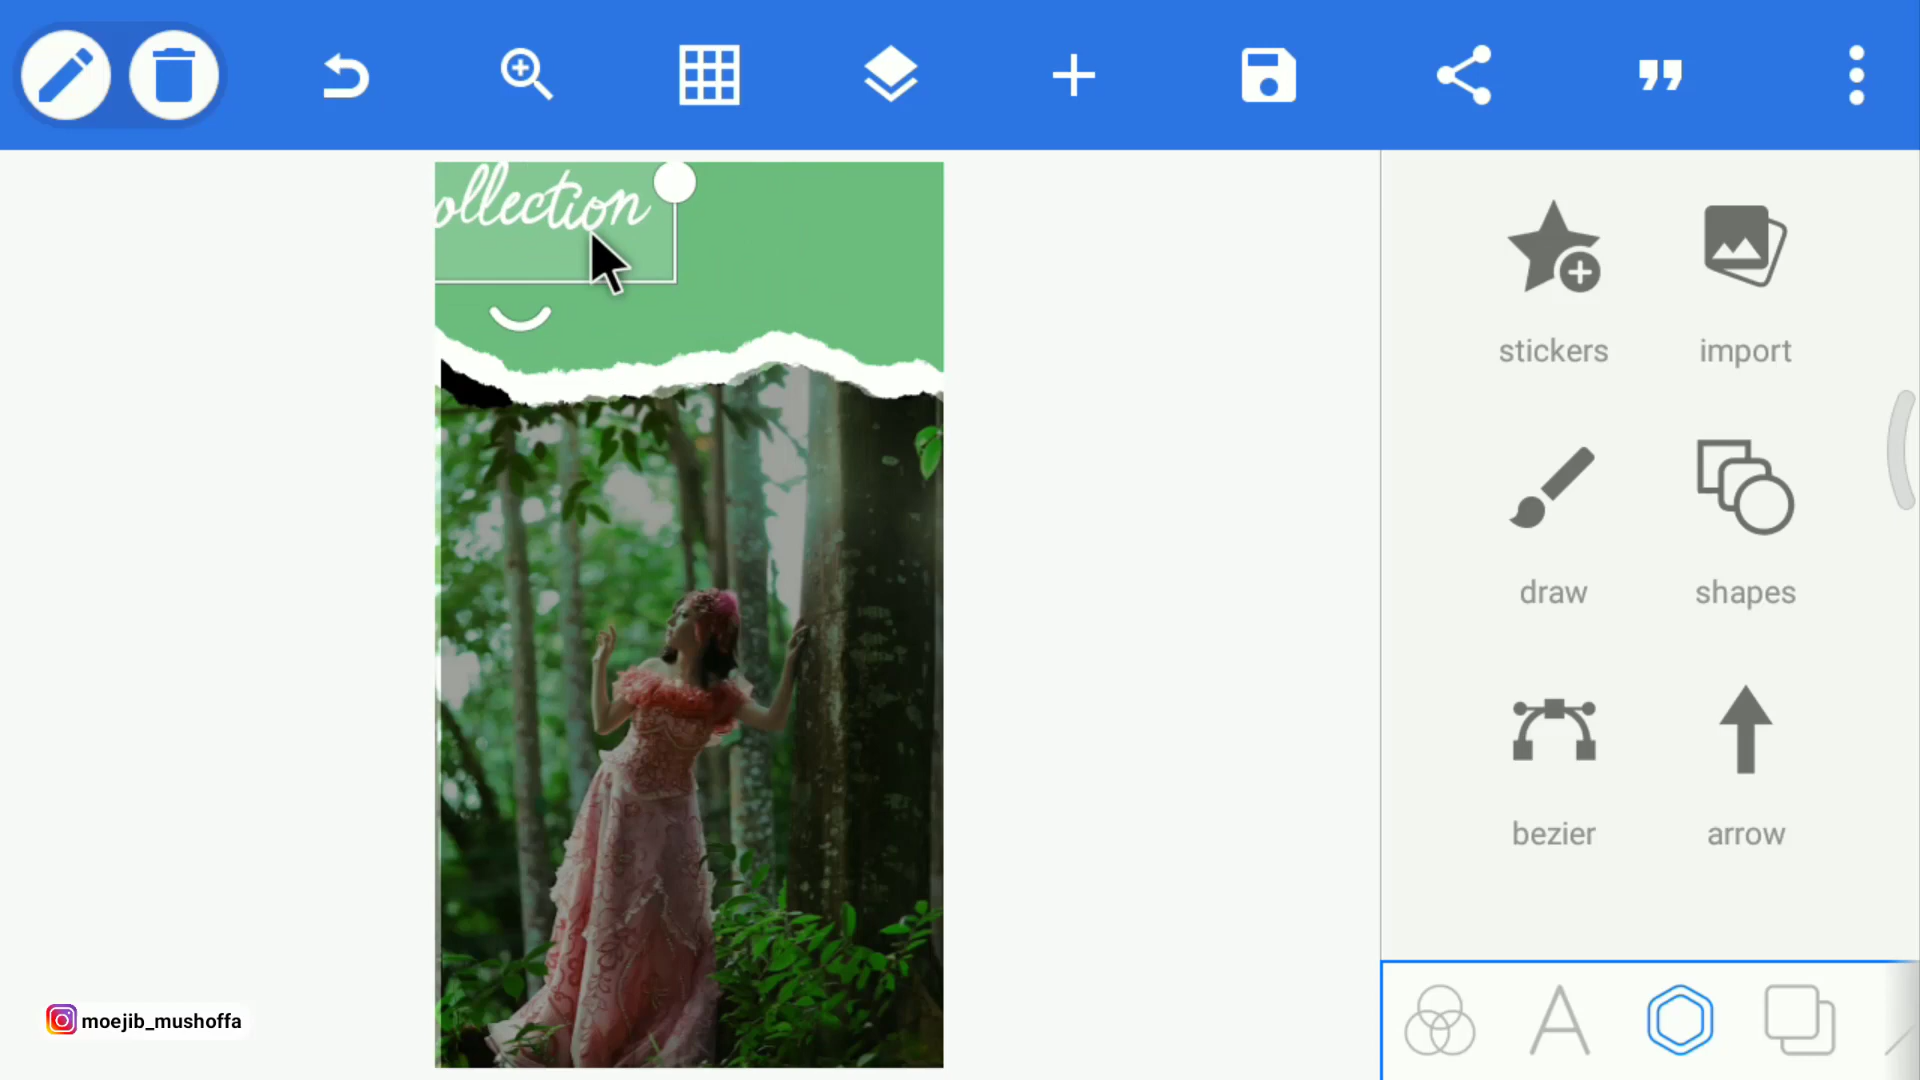 ollection
stickers
import
draw
shapes
bezier
arrow
moejib_mushoffa